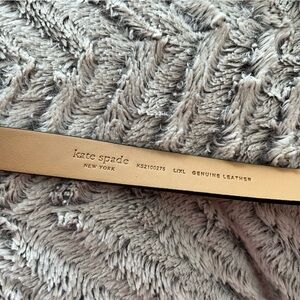 kate spade
NEW YORK
KS2100275 L/XL GENUINE LEATHER